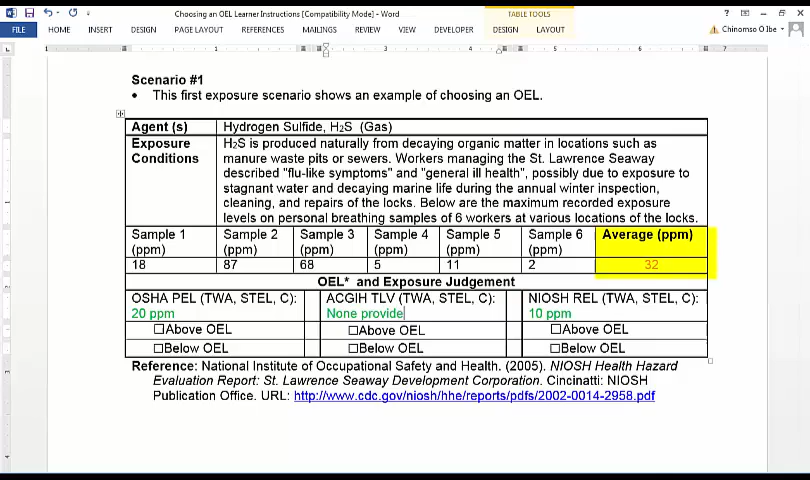 Choosing an OEL Learner Instructions [Compatibility Mode] - Word
TABLE TOOLS
FILE HOME INSERT DESIGN PAGE LAYOUT REFERENCES MAILINGS REVIEW VIEW DEVELOPER DESIGN LAYOUT Chinomso O Ibe
Scenario #1
• This first exposure scenario shows an example of choosing an OEL.
Agent (s) Hydrogen Sulfide, H2S (Gas)
Exposure Conditions H2S is produced naturally from decaying organic matter in locations such as
manure waste pits or sewers. Workers managing the St. Lawrence Seaway
described "flu-like symptoms" and "general ill health", possibly due to exposure to
stagnant water and decaying marine life during the annual winter inspection,
cleaning, and repairs of the locks. Below are the maximum recorded exposure
levels on personal breathing samples of 6 workers at various locations of the locks.
Sample 1 (ppm) Sample 2 (ppm) Sample 3 (ppm) Sample 4 (ppm) Sample 5 (ppm) Sample 6 (ppm) Average (ppm)
18 87 68 5 11 2 32
OEL* and Exposure Judgement
OSHA PEL (TWA, STEL, C): ACGIH TLV (TWA, STEL, C): NIOSH REL (TWA, STEL, C):
20 ppm None provide 10 ppm
☐Above OEL ☐Above OEL ☐Above OEL
☐Below OEL ☐Below OEL ☐Below OEL
Reference: National Institute of Occupational Safety and Health. (2005). NIOSH Health Hazard
Evaluation Report: St. Lawrence Seaway Development Corporation. Cincinatti: NIOSH
Publication Office. URL: http://www.cdc.gov/niosh/hhe/reports/pdfs/2002-0014-2958.pdf